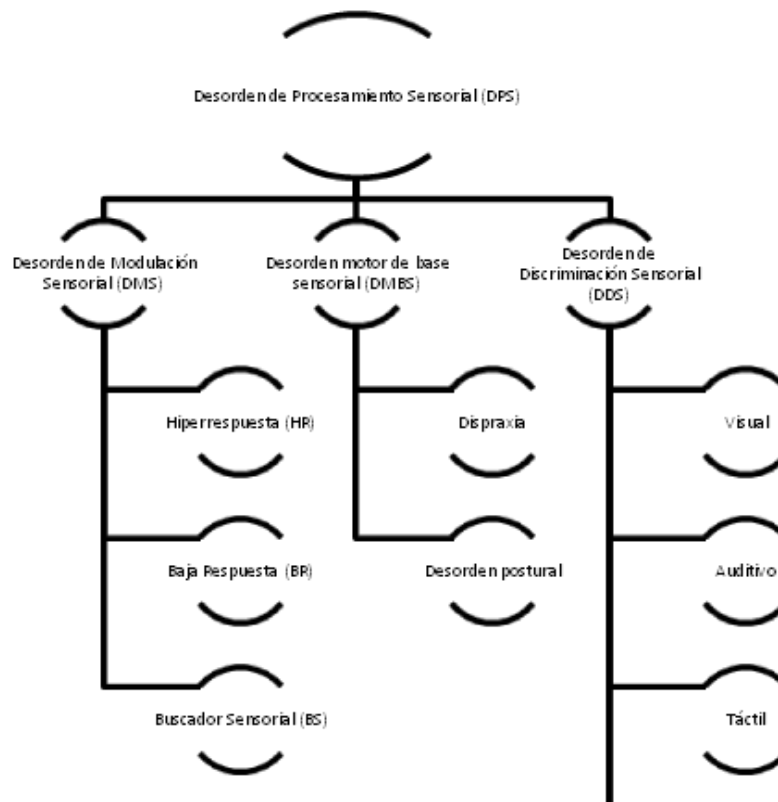 Desorden de Procesamiento Sensorial (DPS)
Desorden de Modulación
Sensorial (DMS)
Desorden motor de base
sensorial (DMBS)
Desorden de
Discriminación Sensorial
(DDS)
Hiperrespuesta (HR)
Dispraxia
Visual
Baja Respuesta (BR)
Desorden postural
Auditivo
Buscador Sensorial (BS)
Táctil